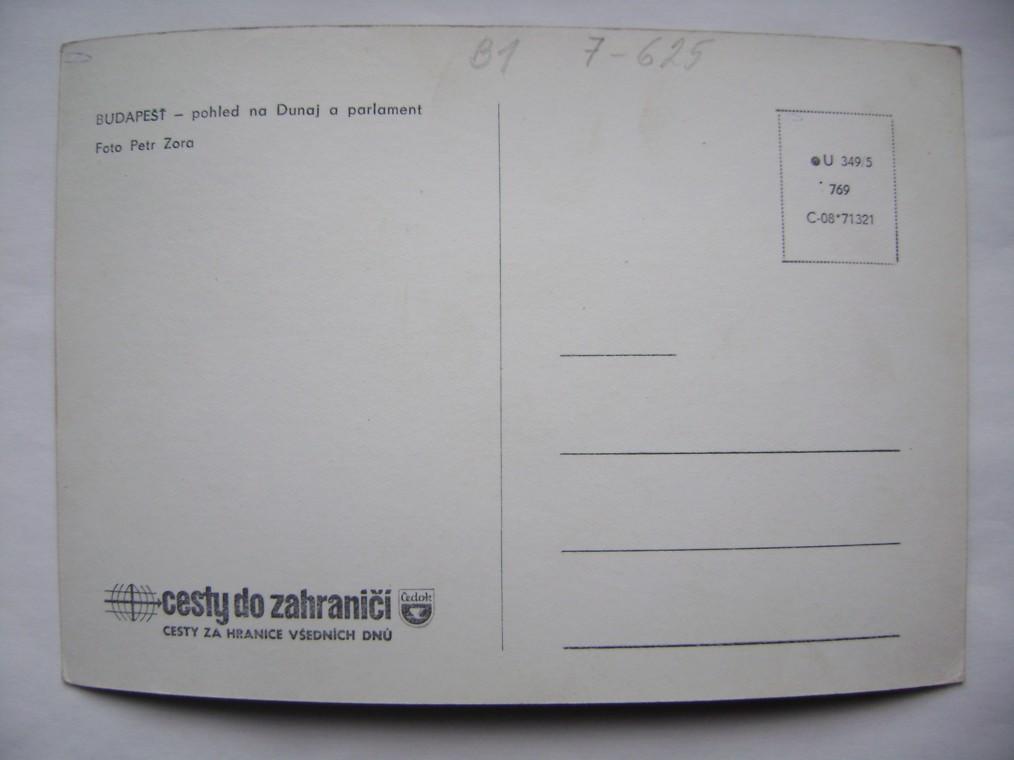 B1 7-625
BUDAPEŠŤ – pohled na Dunaj a parlament
Foto Petr Zora
U 349/5
769
C-08*71321
cesty do zahraničí Čedok
CESTY ZA HRANICE VŠEDNÍCH DNŮ